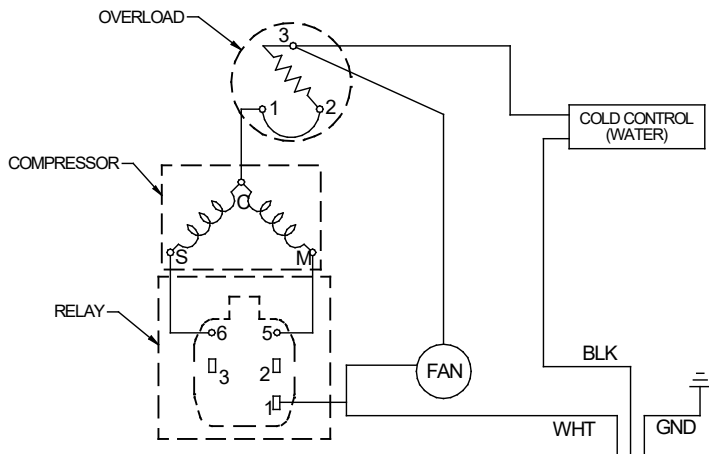 OVERLOAD
3
1
2
COLD CONTROL
(WATER)
COMPRESSOR
C
S
M
RELAY
6
5
3
2
1
FAN
BLK
WHT
GND